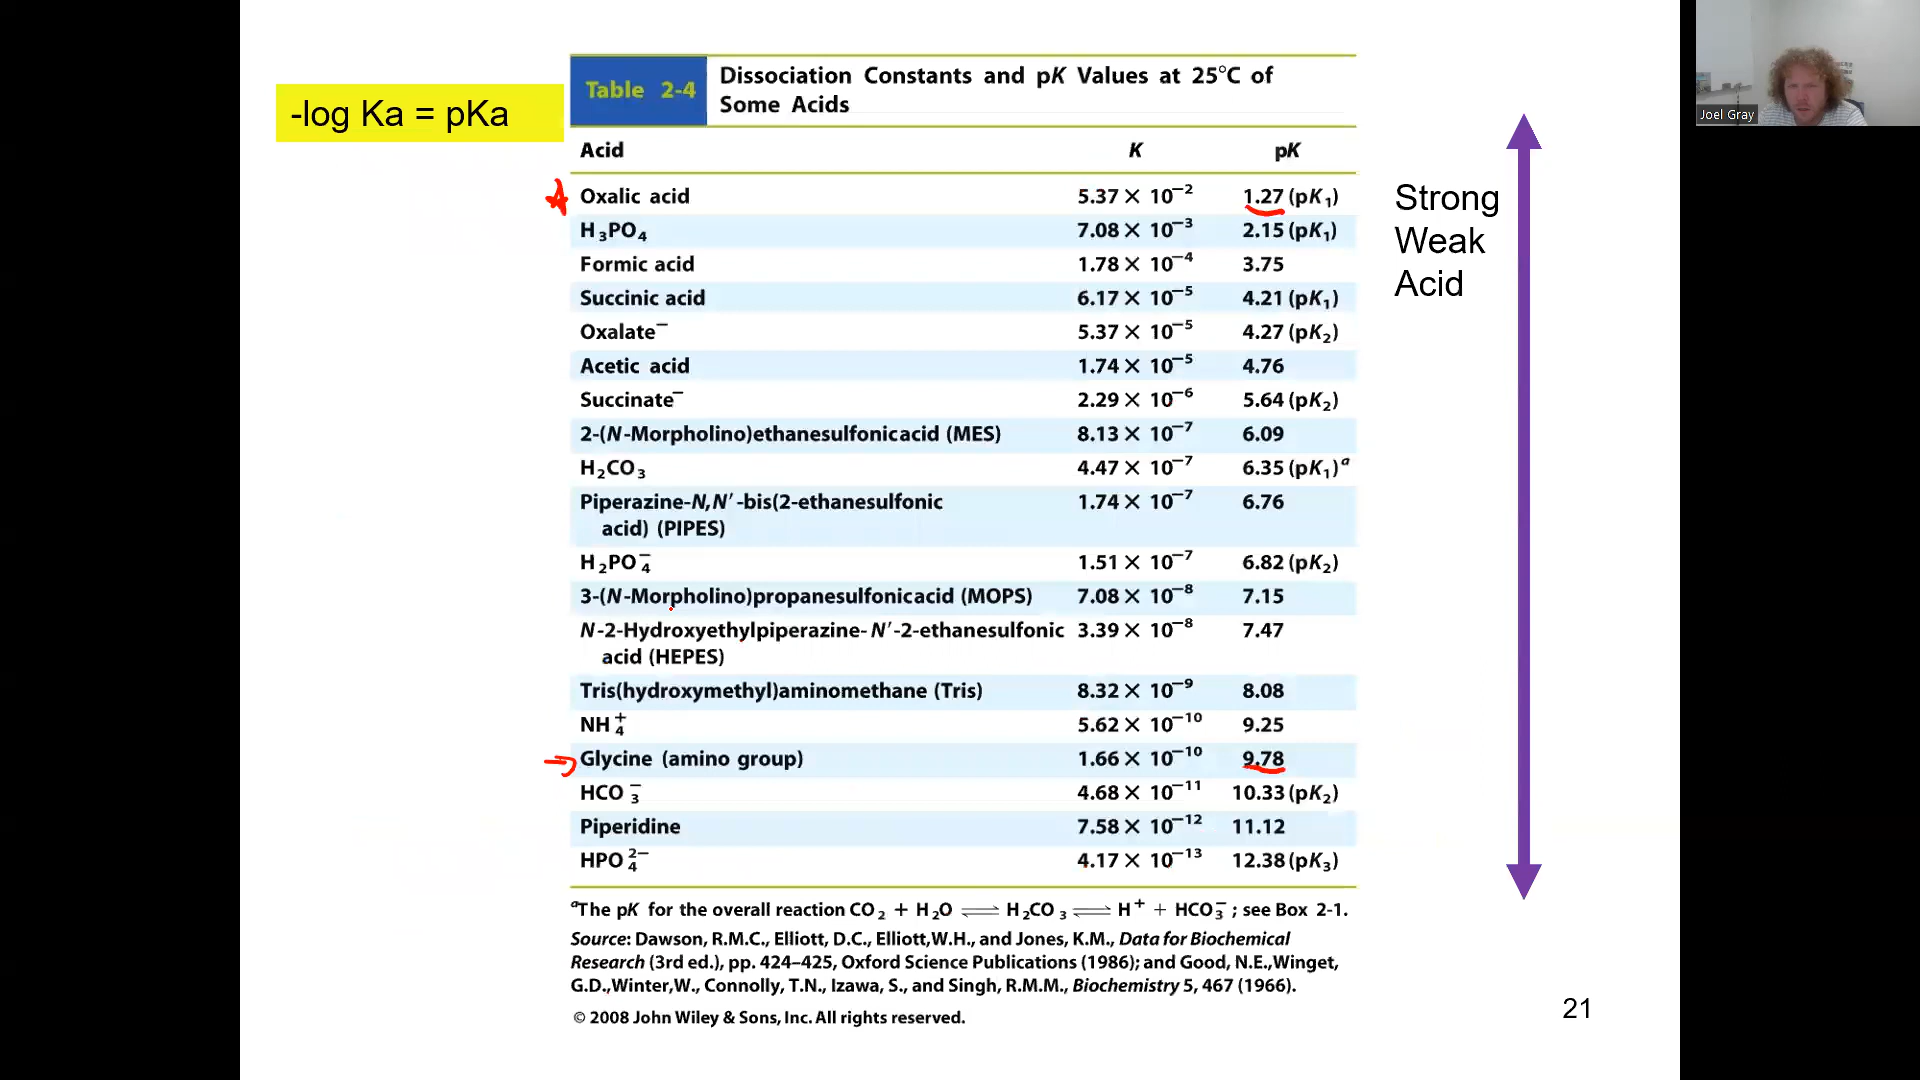 -log Ka = pKa
Table 2-4 Dissociation Constants and pK Values at 25°C of
Some Acids
Acid K pK
Oxalic acid 5.37 × 10⁻² 1.27 (pK₁)
H₃PO₄ 7.08 × 10⁻³ 2.15 (pK₁)
Formic acid 1.78 × 10⁻⁴ 3.75
Succinic acid 6.17 × 10⁻⁵ 4.21 (pK₁)
Oxalate⁻ 5.37 × 10⁻⁵ 4.27 (pK₂)
Acetic acid 1.74 × 10⁻⁵ 4.76
Succinate⁻ 2.29 × 10⁻⁶ 5.64 (pK₂)
2-(N-Morpholino)ethanesulfonic acid (MES) 8.13 × 10⁻⁷ 6.09
H₂CO₃ 4.47 × 10⁻⁷ 6.35 (pK₁)ᵃ
Piperazine-N,N′-bis(2-ethanesulfonic 1.74 × 10⁻⁷ 6.76
acid) (PIPES)
H₂PO₄⁻ 1.51 × 10⁻⁷ 6.82 (pK₂)
3-(N-Morpholino)propanesulfonic acid (MOPS) 7.08 × 10⁻⁸ 7.15
N-2-Hydroxyethylpiperazine-N′-2-ethanesulfonic 3.39 × 10⁻⁸ 7.47
acid (HEPES)
Tris(hydroxymethyl)aminomethane (Tris) 8.32 × 10⁻⁹ 8.08
NH₄⁺ 5.62 × 10⁻¹⁰ 9.25
Glycine (amino group) 1.66 × 10⁻¹⁰ 9.78
HCO₃⁻ 4.68 × 10⁻¹¹ 10.33 (pK₂)
Piperidine 7.58 × 10⁻¹² 11.12
HPO₄²⁻ 4.17 × 10⁻¹³ 12.38 (pK₃)
ᵃThe pK for the overall reaction CO₂ + H₂O ⇌ H₂CO₃ ⇌ H⁺ + HCO₃⁻; see Box 2-1.
Source: Dawson, R.M.C., Elliott, D.C., Elliott, W.H., and Jones, K.M., Data for Biochemical
Research (3rd ed.), pp. 424–425, Oxford Science Publications (1986); and Good, N.E., Winget,
G.D., Winter, W., Connolly, T.N., Izawa, S., and Singh, R.M.M., Biochemistry 5, 467 (1966).
© 2008 John Wiley & Sons, Inc. All rights reserved.
Strong
Weak
Acid
21
Joel Gray